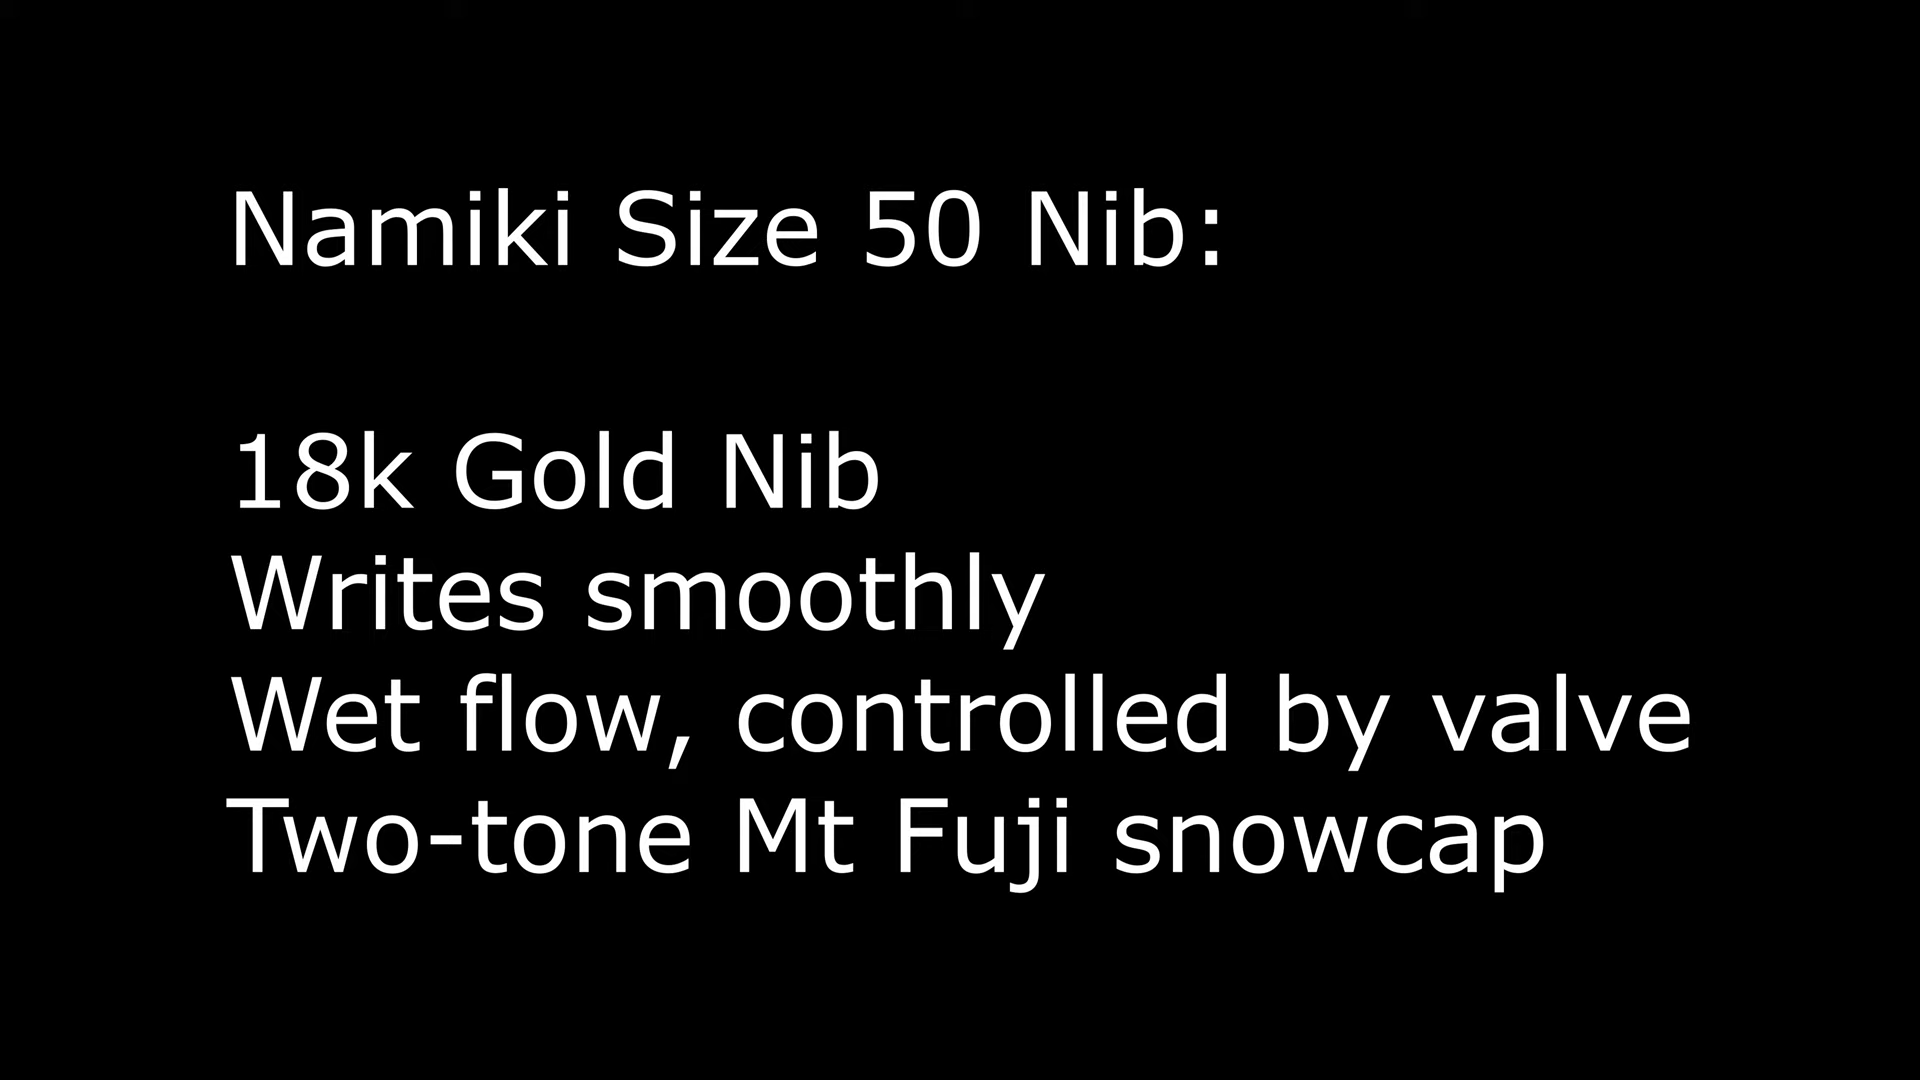 Namiki Size 50 Nib:
18k Gold Nib
Writes smoothly
Wet flow, controlled by valve
Two-tone Mt Fuji snowcap